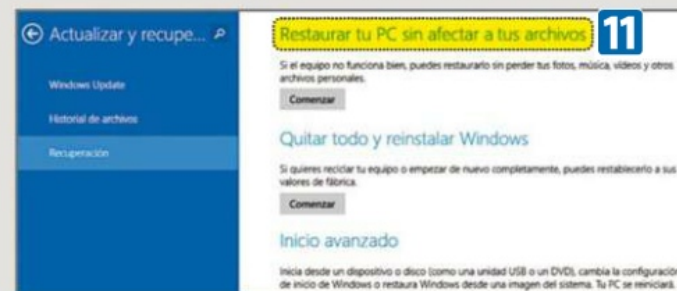 Actualizar y recupe...
Windows Update
Historial de archivos
Recuperación
Restaurar tu PC sin afectar a tus archivos
11
Si el equipo no funciona bien, puedes restaurarlo sin perder tus fotos, música, vídeos y otros
archivos personales.
Comenzar
Quitar todo y reinstalar Windows
Si quieres reciclar tu equipo o empezar de nuevo completamente, puedes restablecerlo a sus
valores de fábrica.
Comenzar
Inicio avanzado
Inicia desde un dispositivo o disco (como una unidad USB o un DVD), cambia la configuración
de inicio de Windows o restaura Windows desde una imagen del sistema. Tu PC se reiniciará.